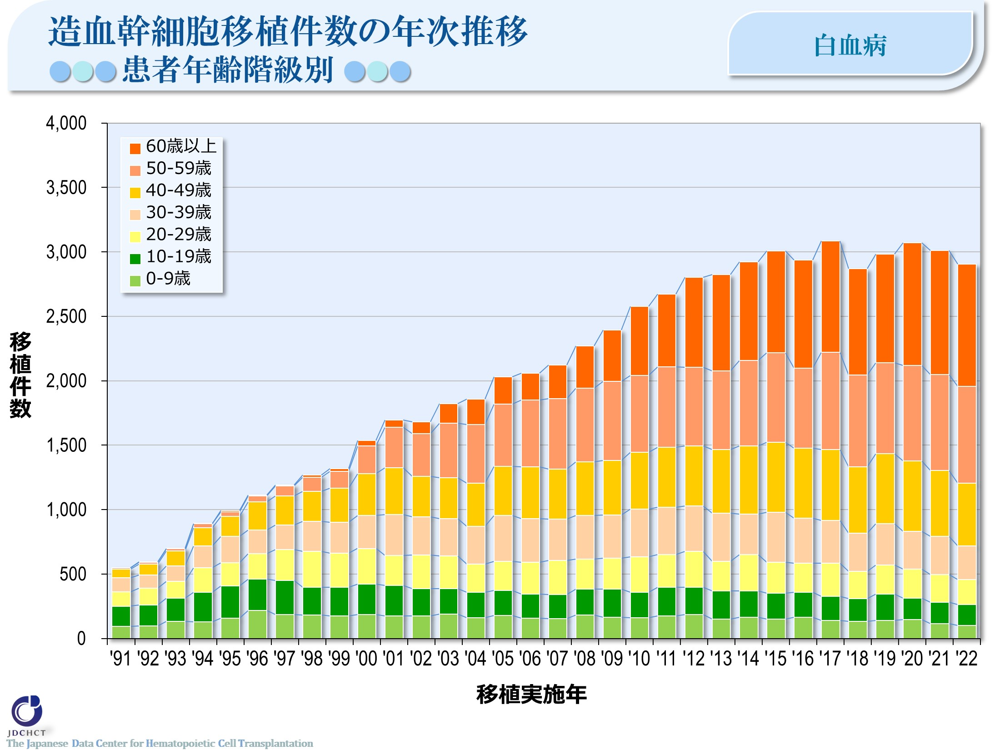 造血幹細胞移植件数の年次推移
患者年齢階級別
白血病
4,000
3,500
3,000
2,500
2,000
1,500
1,000
500
0
60歳以上
50-59歳
40-49歳
30-39歳
20-29歳
10-19歳
0-9歳
移植件数
'91 '92 '93 '94 '95 '96 '97 '98 '99 '00 '01 '02 '03 '04 '05 '06 '07 '08 '09 '10 '11 '12 '13 '14 '15 '16 '17 '18 '19 '20 '21 '22
移植実施年
JDCHCT
The Japanese Data Center for Hematopoietic Cell Transplantation